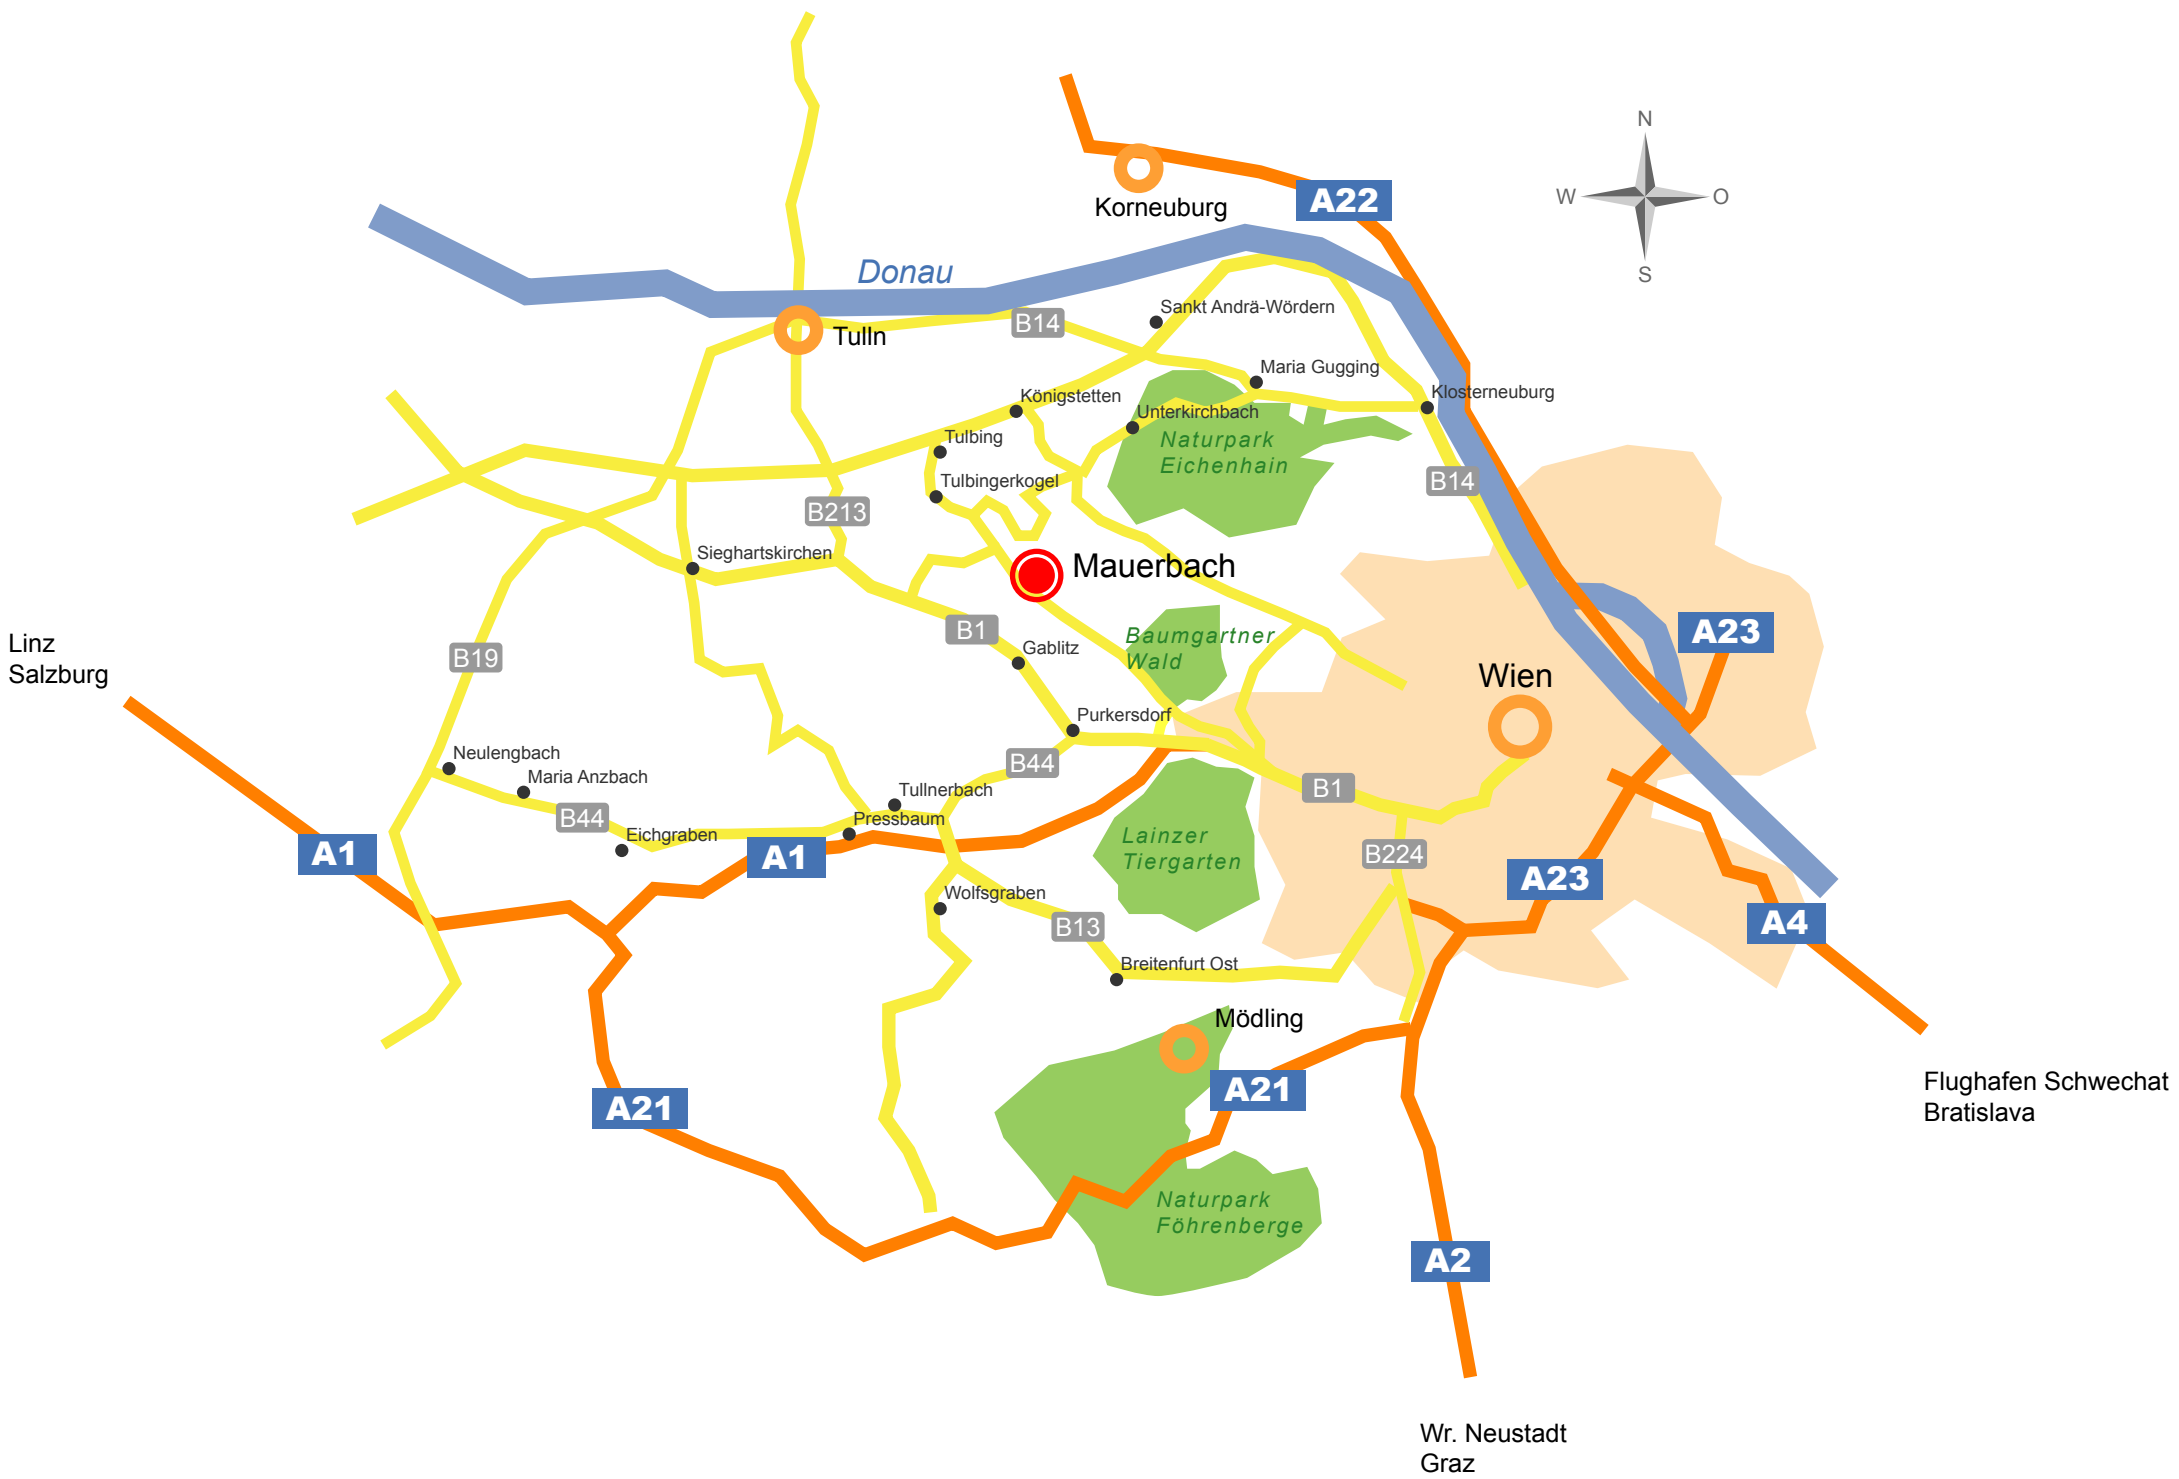 N
W
O
S
A22
Korneuburg
Donau
Sankt Andrä-Wördern
B14
Tulln
Maria Gugging
Königstetten
Klosterneuburg
Unterkirchbach
Tulbing
Naturpark
Eichenhain
Tulbingerkogel
B14
B213
Sieghartskirchen
Mauerbach
B1
A23
Baumgartner
Wald
Linz
Salzburg
B19
Gablitz
Wien
Purkersdorf
Neulengbach
B44
Maria Anzbach
Tullnerbach
B1
B44
Pressbaum
Eichgraben
Lainzer
Tiergarten
A1
A1
B224
A23
Wolfsgraben
B13
A4
Breitenfurt Ost
Mödling
Flughafen Schwechat
Bratislava
A21
A21
Naturpark
Föhrenberge
A2
Wr. Neustadt
Graz